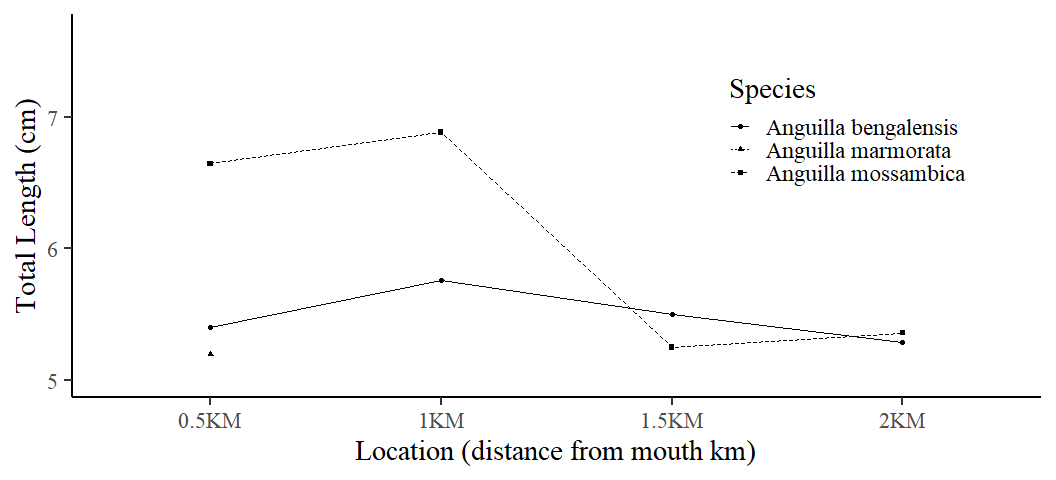 Species
Anguilla bengalensis
Anguilla marmorata
Anguilla mossambica
Total Length (cm)
7
6
5
0.5KM 1KM 1.5KM 2KM
Location (distance from mouth km)